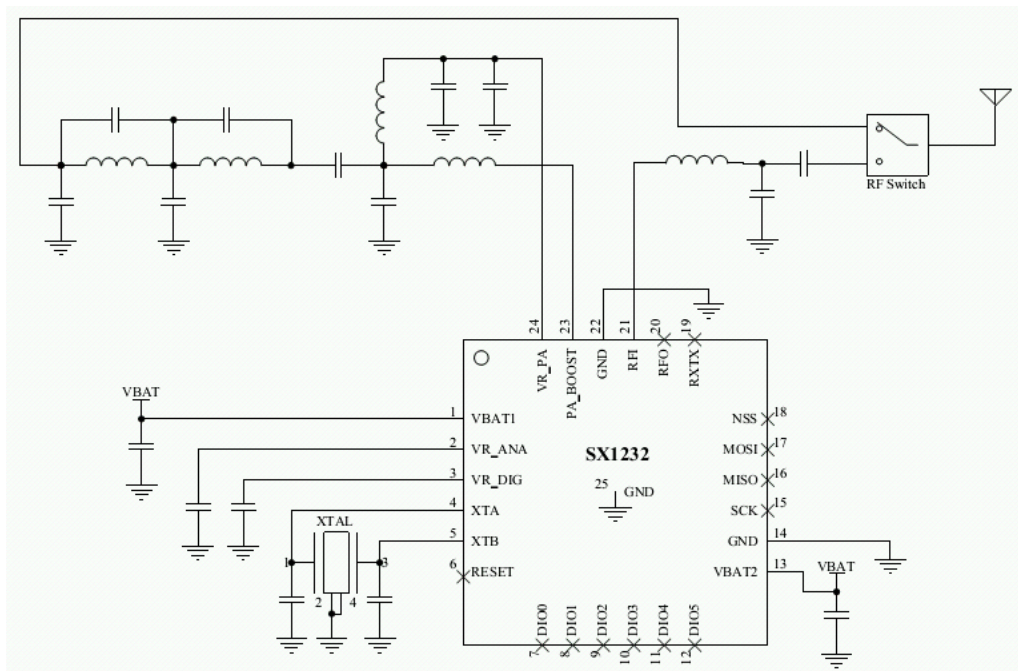 RF Switch
24
23
22
21
20
19
VR_PA
PA_BOOST
GND
RFI
RFO
RXTX
VBAT
1 VBAT1
2 VR_ANA
3 VR_DIG
4 XTA
5 XTB
6 RESET
SX1232
25 GND
NSS 18
MOSI 17
MISO 16
SCK 15
GND 14
VBAT2 13
VBAT
XTAL
1
3
2 4
DIO0
DIO1
DIO2
DIO3
DIO4
DIO5
7
8
9
10
11
12